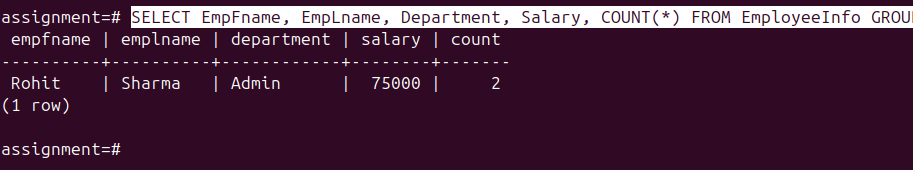 assignment=# SELECT EmpFname, EmpLname, Department, Salary, COUNT(*) FROM EmployeeInfo GROU
 empfname | emplname | department | salary | count
----------+----------+------------+--------+-------
 Rohit    | Sharma   | Admin      |  75000 |     2
(1 row)

assignment=#